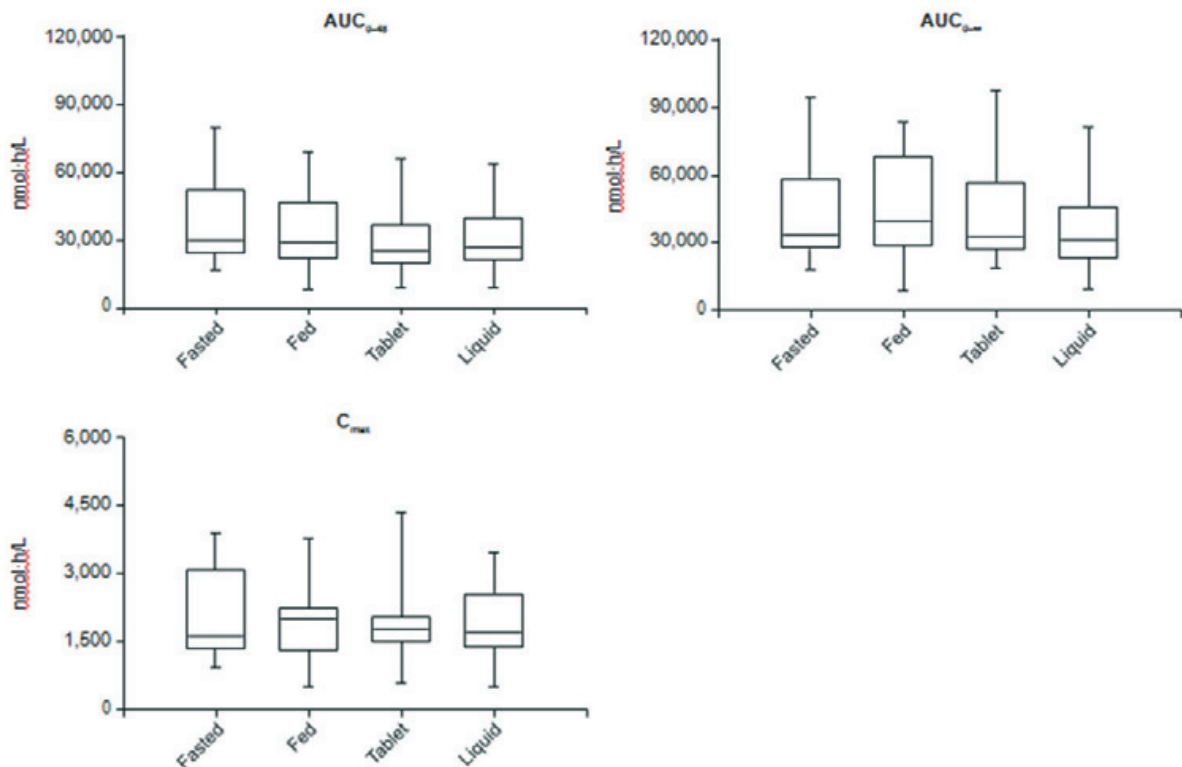 AUC₀₋₄₈
120,000
90,000
60,000
30,000
0
nmol·h/L
Fasted
Fed
Tablet
Liquid
AUC₀₋∞
120,000
90,000
60,000
30,000
0
nmol·h/L
Fasted
Fed
Tablet
Liquid
Cₘₐₓ
6,000
4,500
3,000
1,500
0
nmol·h/L
Fasted
Fed
Tablet
Liquid